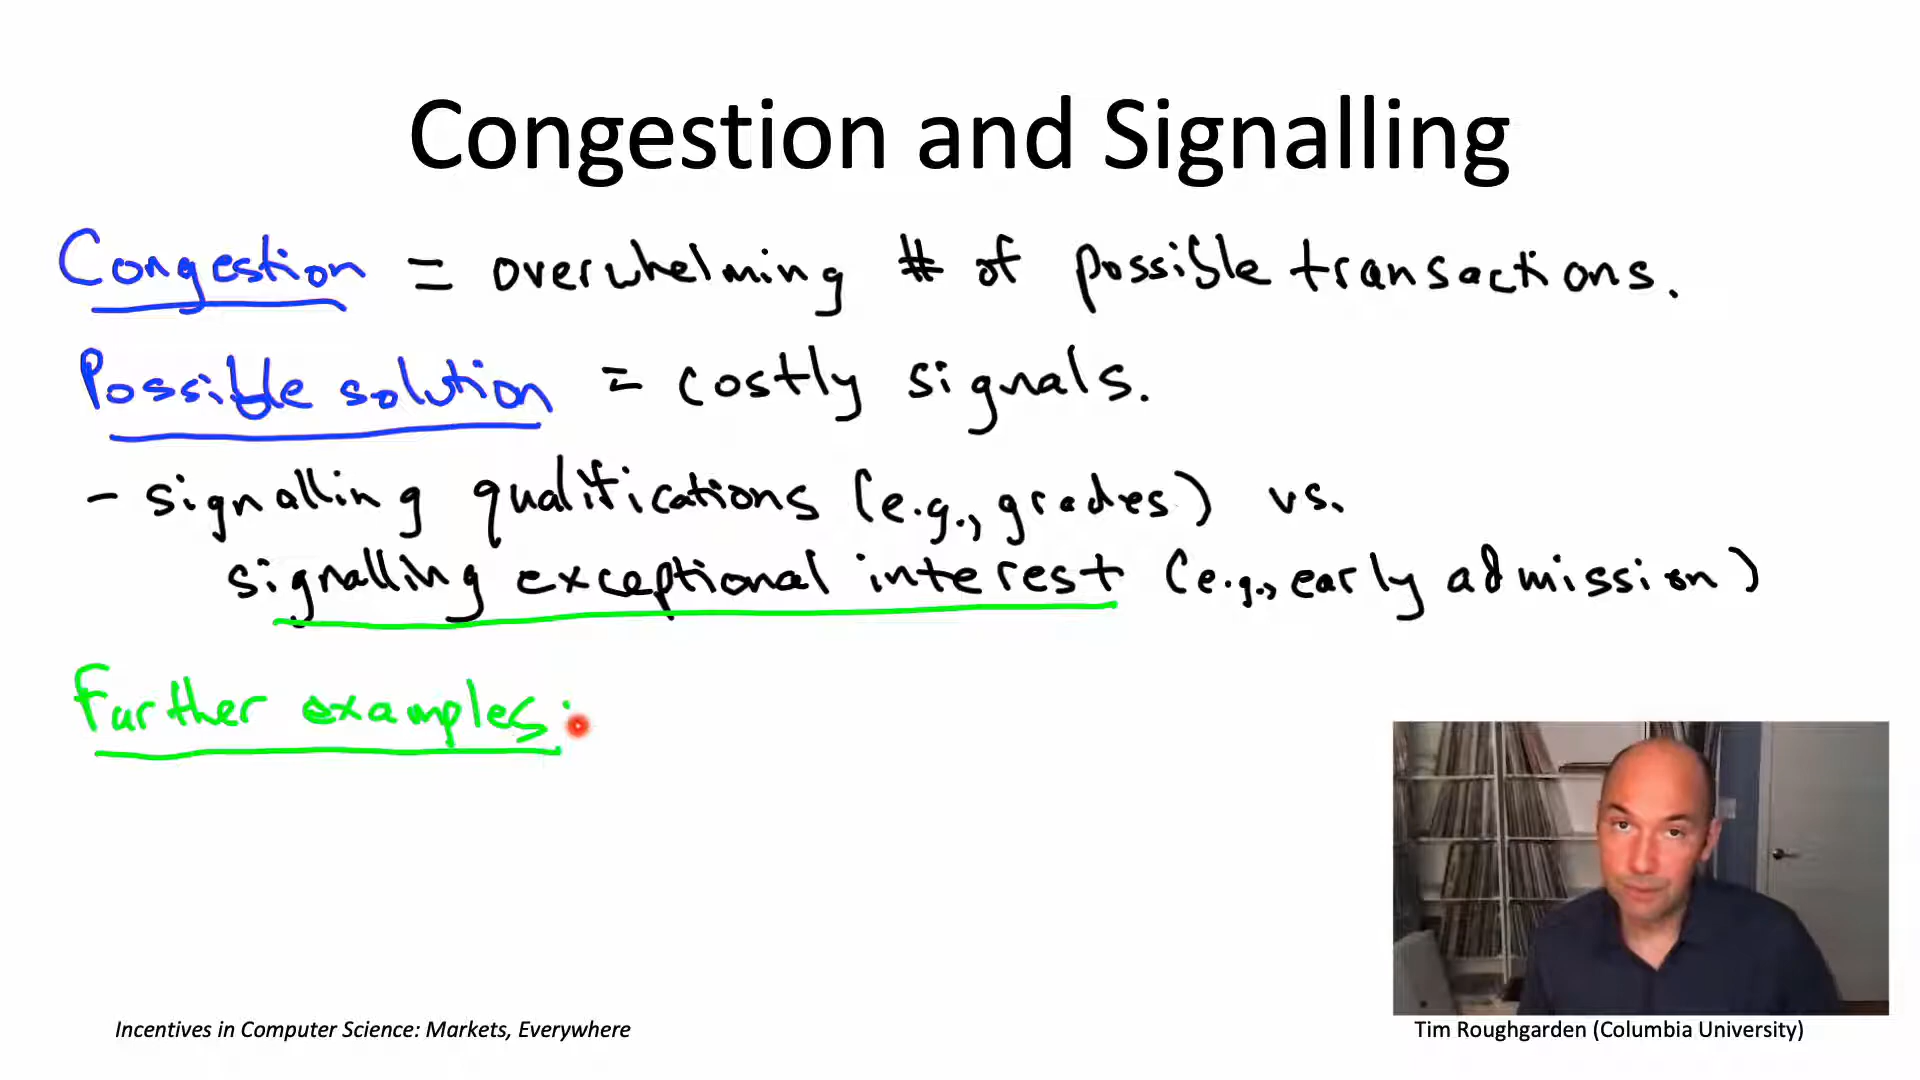 Congestion and Signalling
Congestion = overwhelming # of possible transactions.
Possible solution = costly signals.
- signalling qualifications (e.g., grades) vs.
signalling exceptional interest (e.g., early admission)
Further examples:
Incentives in Computer Science: Markets, Everywhere
Tim Roughgarden (Columbia University)